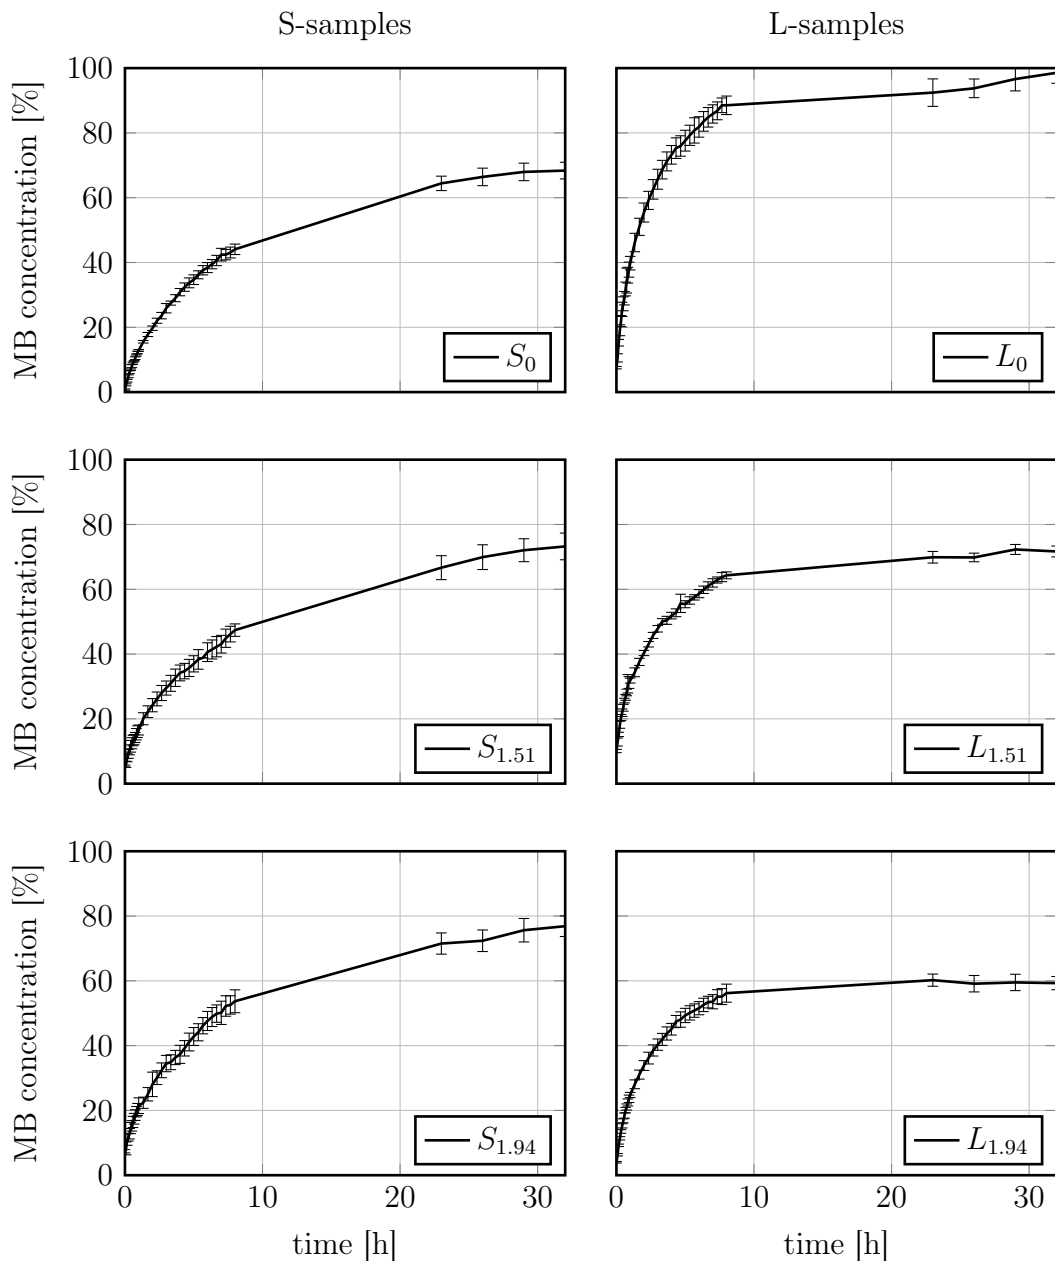 S-samples
L-samples
MB concentration [%]
100
80
60
40
20
0
S₀
L₀
MB concentration [%]
100
80
60
40
20
0
S₁.₅₁
L₁.₅₁
MB concentration [%]
100
80
60
40
20
0
S₁.₉₄
L₁.₉₄
0 10 20 30
0 10 20 30
time [h]
time [h]